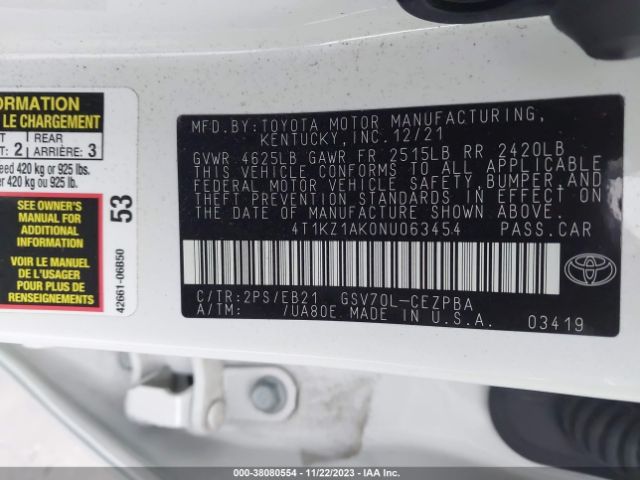 ORMATION
LE CHARGEMENT
T REAR
T: 2 ARRIÈRE: 3
eed 420 kg or 925 lbs.
r 420 kg ou 925 lb.
SEE OWNER'S
MANUAL FOR
ADDITIONAL
INFORMATION
VOIR LE MANUEL
DE L'USAGER
POUR PLUS DE
RENSEIGNEMENTS
53
42661-06B50
MFD.BY:TOYOTA MOTOR MANUFACTURING,
KENTUCKY,INC.12/21
GVWR 4625LB GAWR FR 2515LB RR 2420LB
THIS VEHICLE CONFORMS TO ALL APPLICABLE
FEDERAL MOTOR VEHICLE SAFETY,BUMPER,AND
THEFT PREVENTION STANDARDS IN EFFECT ON
THE DATE OF MANUFACTURE SHOWN ABOVE.
4T1KZ1AK0NU063454 PASS.CAR
TOYOTA
C/TR:2PS/EB21 GSV70L-CEZPBA
A/TM: /UA80E MADE IN U.S.A. 03419
000-38080554 - 11/22/2023 - IAA Inc.